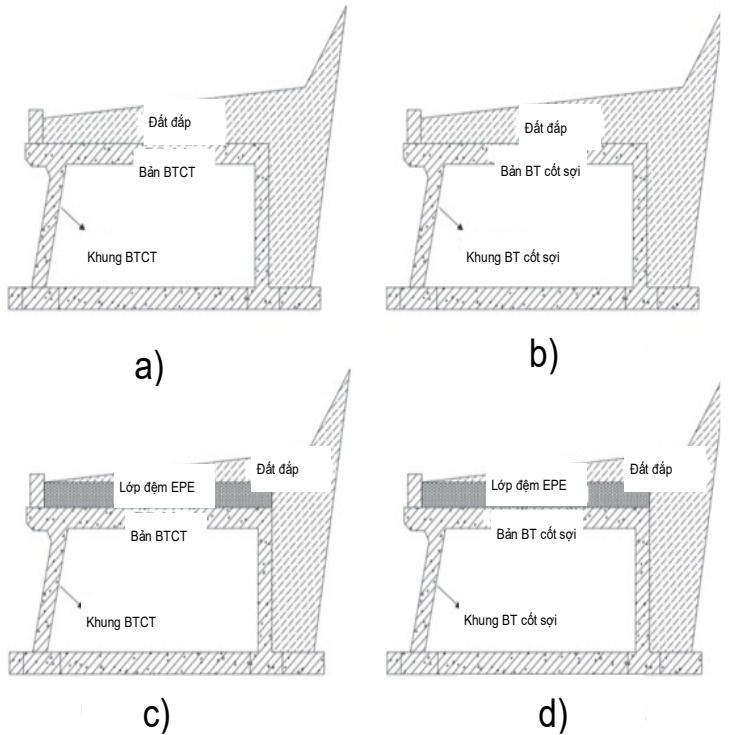 Đất đắp
Bản BTCT
Khung BTCT
a)
Đất đắp
Bản BT cốt sợi
Khung BT cốt sợi
b)
Đất đắp
Lớp đệm EPE
Bản BTCT
Khung BTCT
c)
Đất đắp
Lớp đệm EPE
Bản BT cốt sợi
Khung BT cốt sợi
d)